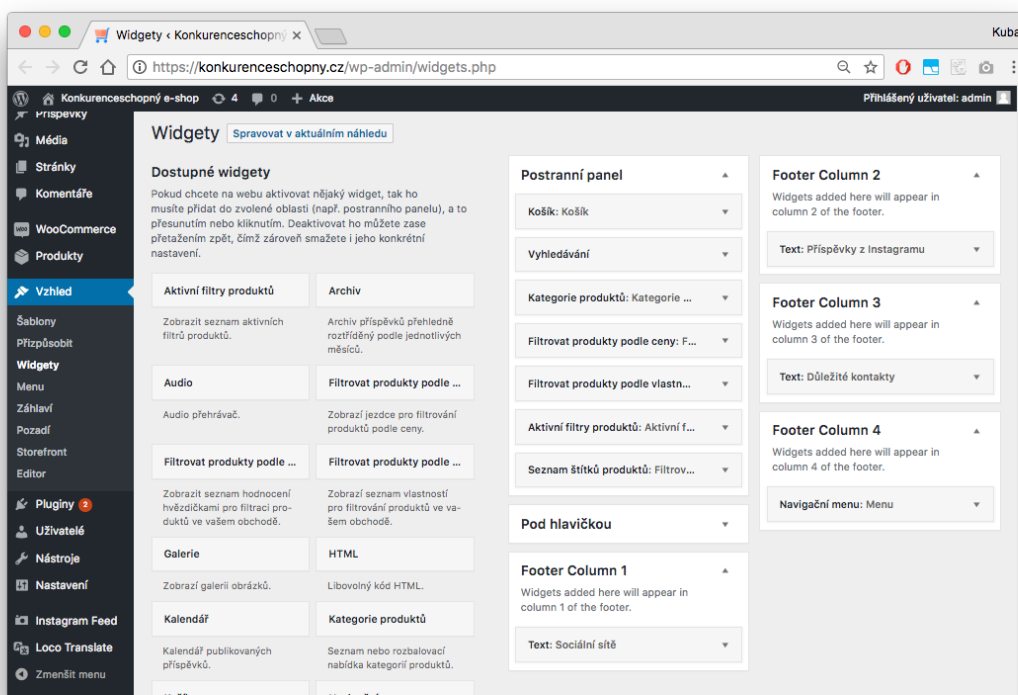 Widgety ‹ Konkurenceschopný
Kuba
https://konkurenceschopny.cz/wp-admin/widgets.php
Konkurenceschopný e-shop 4 0 + Akce
Přihlášený uživatel: admin
Příspěvky
Média
Stránky
Komentáře
WooCommerce
Produkty
Vzhled
Šablony
Přizpůsobit
Widgety
Menu
Záhlaví
Pozadí
Storefront
Editor
Pluginy 2
Uživatelé
Nástroje
Nastavení
Instagram Feed
Loco Translate
Zmenšit menu
Widgety Spravovat v aktuálním náhledu
Dostupné widgety
Pokud chcete na webu aktivovat nějaký widget, tak ho
musíte přidat do zvolené oblasti (např. postranního panelu), a to
přesunutím nebo kliknutím. Deaktivovat ho můžete zase
přetažením zpět, čímž zároveň smažete i jeho konkrétní
nastavení.
Aktivní filtry produktů
Zobrazit seznam aktivních
filtrů produktů.
Archiv
Archiv příspěvků přehledně
roztříděný podle jednotlivých
měsíců.
Audio
Audio přehrávač.
Filtrovat produkty podle ...
Zobrazí jezdce pro filtrování
produktů podle ceny.
Filtrovat produkty podle ...
Zobrazit seznam hodnocení
hvězdičkami pro filtraci pro-
duktů ve vašem obchodě.
Filtrovat produkty podle ...
Zobrazí seznam vlastností
pro filtrování produktů ve va-
šem obchodě.
Galerie
Zobrazí galerii obrázků.
HTML
Libovolný kód HTML.
Kalendář
Kalendář publikovaných
příspěvků.
Kategorie produktů
Seznam nebo rozbalovací
nabídka kategorií produktů.
Postranní panel
Košík: Košík
Vyhledávání
Kategorie produktů: Kategorie ...
Filtrovat produkty podle ceny: F...
Filtrovat produkty podle vlastn...
Aktivní filtry produktů: Aktivní f...
Seznam štítků produktů: Filtrov...
Pod hlavičkou
Footer Column 1
Widgets added here will appear in
column 1 of the footer.
Text: Sociální sítě
Footer Column 2
Widgets added here will appear in
column 2 of the footer.
Text: Příspěvky z Instagramu
Footer Column 3
Widgets added here will appear in
column 3 of the footer.
Text: Důležité kontakty
Footer Column 4
Widgets added here will appear in
column 4 of the footer.
Navigační menu: Menu